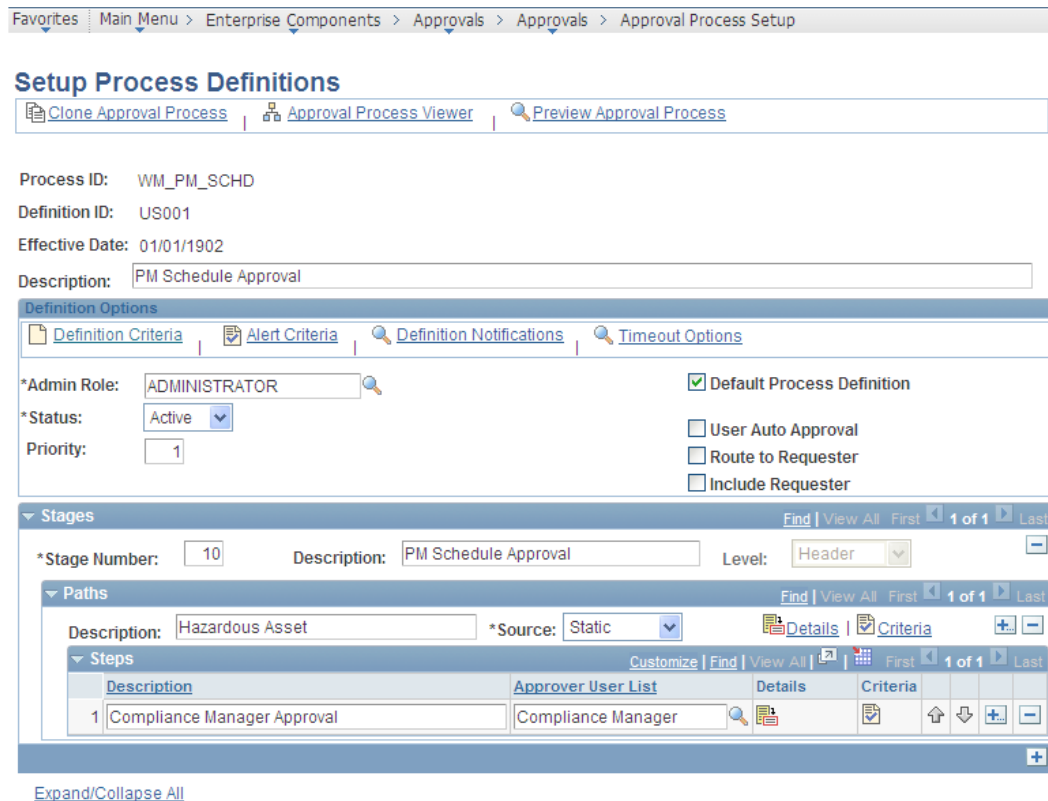 Favorites Main Menu > Enterprise Components > Approvals > Approvals > Approval Process Setup
Setup Process Definitions
Clone Approval Process | Approval Process Viewer | Preview Approval Process
Process ID: WM_PM_SCHD
Definition ID: US001
Effective Date: 01/01/1902
Description: PM Schedule Approval
Definition Options
Definition Criteria | Alert Criteria | Definition Notifications | Timeout Options
*Admin Role: ADMINISTRATOR Default Process Definition
*Status: Active
User Auto Approval
Priority: 1
Route to Requester
Include Requester
Stages Find | View All First 1 of 1 Last
*Stage Number: 10 Description: PM Schedule Approval Level: Header
Paths Find | View All First 1 of 1 Last
Description: Hazardous Asset *Source: Static Details | Criteria
Steps Customize | Find | View All | | First 1 of 1 Last
Description Approver User List Details Criteria
1 Compliance Manager Approval Compliance Manager
Expand/Collapse All